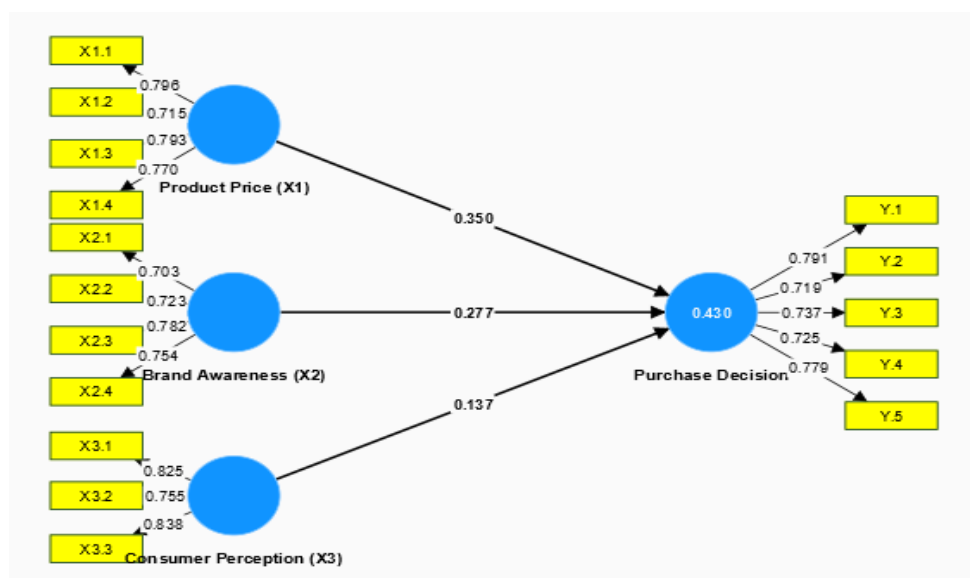 X1.1
0.796
X1.2
0.715
X1.3
0.793
0.770
X1.4
Product Price (X1)
X2.1
0.703
X2.2
0.723
X2.3
0.782
0.754
X2.4
Brand Awareness (X2)
X3.1
0.825
X3.2
0.755
0.838
X3.3
Consumer Perception (X3)
0.350
0.277
0.137
0.430
Purchase Decision
Y.1
0.791
Y.2
0.719
0.737
Y.3
0.725
Y.4
0.779
Y.5